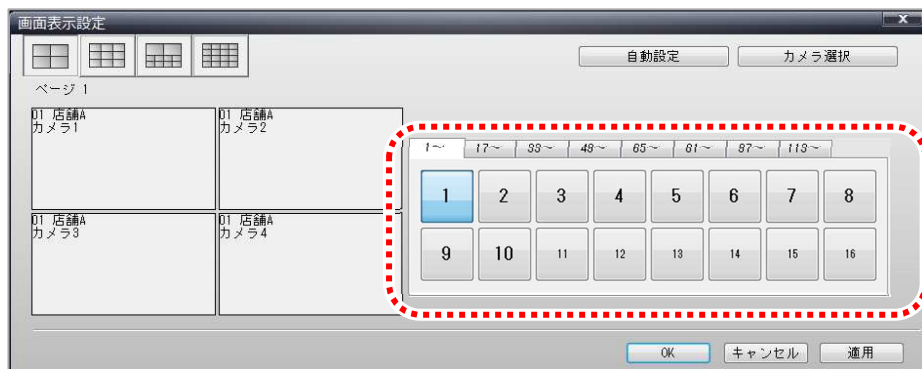 画面表示設定
x
自動設定 カメラ選択
ページ 1
01 店舗A
カメラ1
01 店舗A
カメラ2
1~ 17~ 33~ 49~ 65~ 81~ 97~ 113~
1 2 3 4 5 6 7 8
9 10 11 12 13 14 15 16
01 店舗A
カメラ3
01 店舗A
カメラ4
OK キャンセル 適用